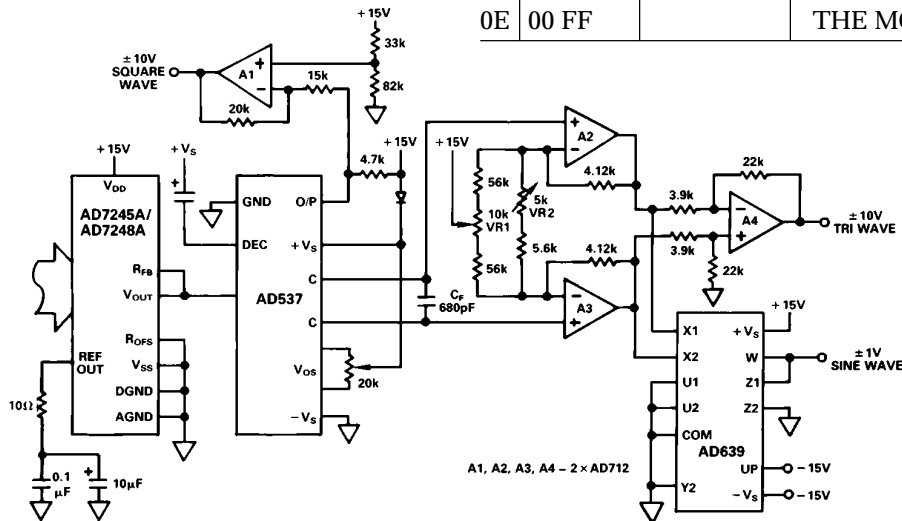 0E 00 FF THE MO
+15V
33k
82k
± 10V
SQUARE
WAVE
A1
+
–
15k
20k
+15V
VDD
AD7245A/
AD7248A
RFB
VOUT
ROFS
REF
OUT
VSS
DGND
AGND
10Ω
0.1
μF
+
10μF
+VS
+
GND
DEC
O/P
+VS
C
C
VOS
–VS
AD537
4.7k
+15V
CF
680pF
20k
+15V
56k
10k
VR1
56k
5k
VR2
5.6k
+
–
A2
4.12k
4.12k
–
+
A3
3.9k
3.9k
22k
–
+
A4
22k
± 10V
TRI WAVE
+15V
X1
X2
U1
U2
COM
Y2
+VS
W
Z1
Z2
AD639
UP
–VS
± 1V
SINE WAVE
–15V
–15V
A1, A2, A3, A4 – 2 × AD712